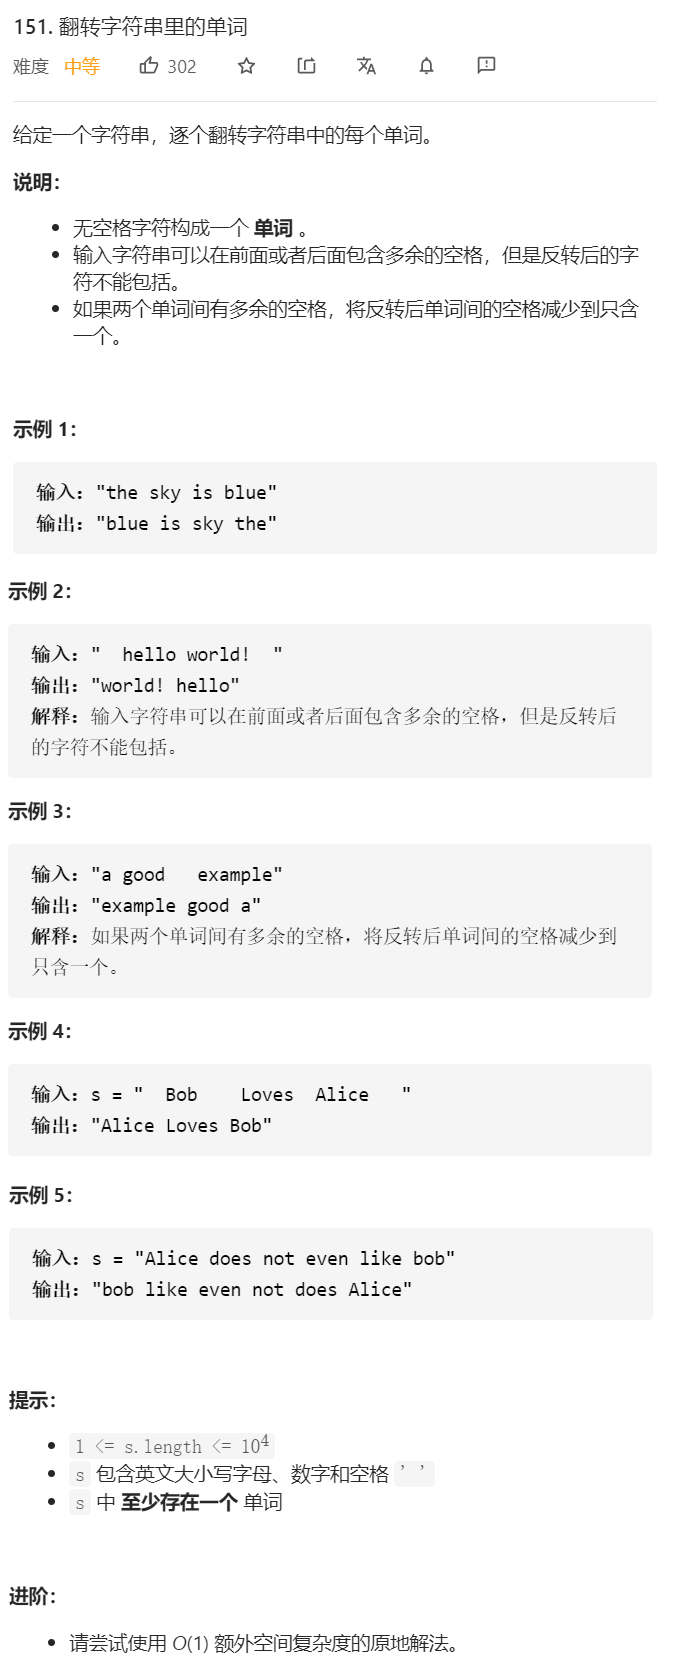 151. 翻转字符串里的单词
难度 中等 302
给定一个字符串，逐个翻转字符串中的每个单词。
说明：
无空格字符构成一个 单词 。
输入字符串可以在前面或者后面包含多余的空格，但是反转后的字
符不能包括。
如果两个单词间有多余的空格，将反转后单词间的空格减少到只含
一个。
示例 1：
输入："the sky is blue"
输出："blue is sky the"
示例 2：
输入："  hello world!  "
输出："world! hello"
解释：输入字符串可以在前面或者后面包含多余的空格，但是反转后
的字符不能包括。
示例 3：
输入："a good   example"
输出："example good a"
解释：如果两个单词间有多余的空格，将反转后单词间的空格减少到
只含一个。
示例 4：
输入：s = "  Bob    Loves  Alice   "
输出："Alice Loves Bob"
示例 5：
输入：s = "Alice does not even like bob"
输出："bob like even not does Alice"
提示：
1 <= s.length <= 10⁴
s 包含英文大小写字母、数字和空格 ' '
s 中 至少存在一个 单词
进阶：
请尝试使用 O(1) 额外空间复杂度的原地解法。